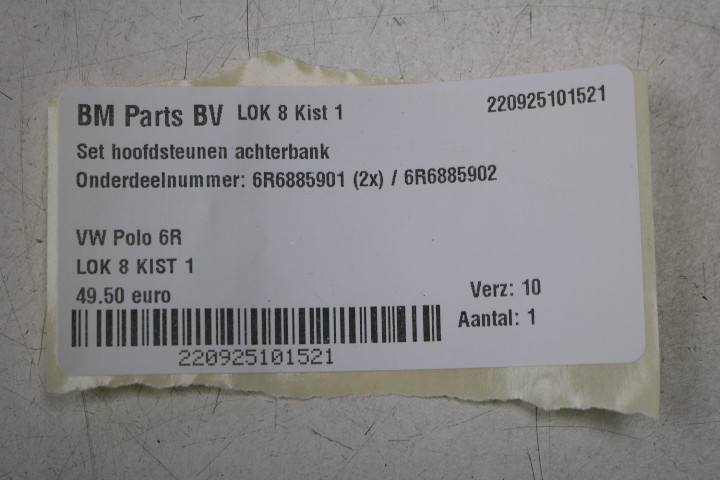 BM Parts BV LOK 8 Kist 1 220925101521
Set hoofdsteunen achterbank
Onderdeelnummer: 6R6885901 (2x) / 6R6885902
VW Polo 6R
LOK 8 KIST 1
49.50 euro Verz: 10
Aantal: 1
220925101521